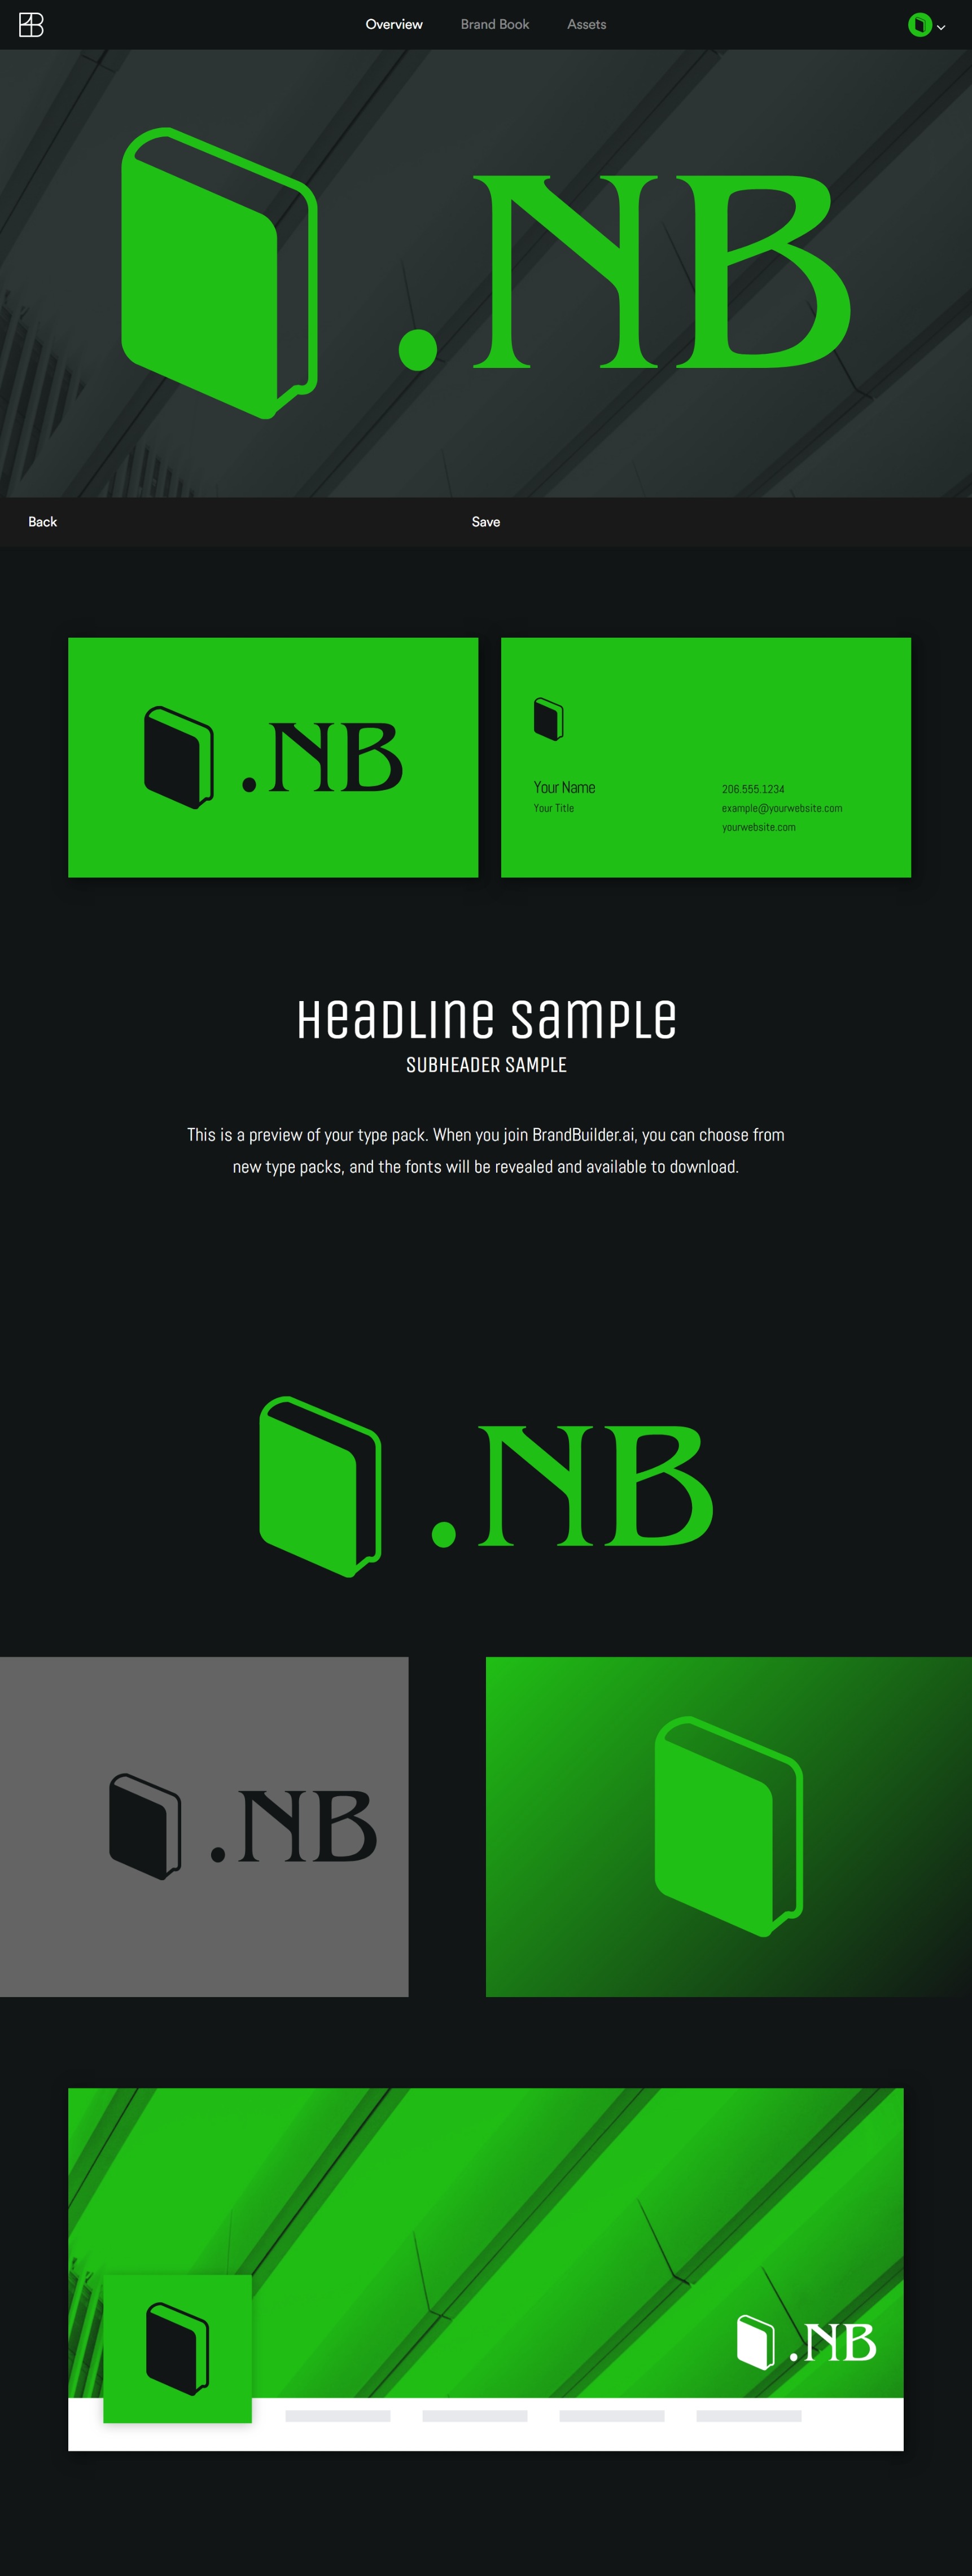 Overview Brand Book Assets
.NB
Back Save
.NB
Your Name
Your Title
206.555.1234
example@yourwebsite.com
yourwebsite.com
Headline Sample
SUBHEADER SAMPLE
This is a preview of your type pack. When you join BrandBuilder.ai, you can choose from
new type packs, and the fonts will be revealed and available to download.
.NB
.NB
.NB